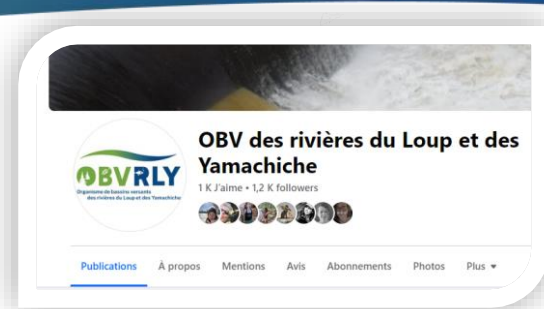 OBV des rivières du Loup et des
Yamachiche
OBVRLY
Organisme de bassins versants
des rivières du Loup et des Yamachiche
1 K J'aime • 1,2 K followers
Publications À propos Mentions Avis Abonnements Photos Plus